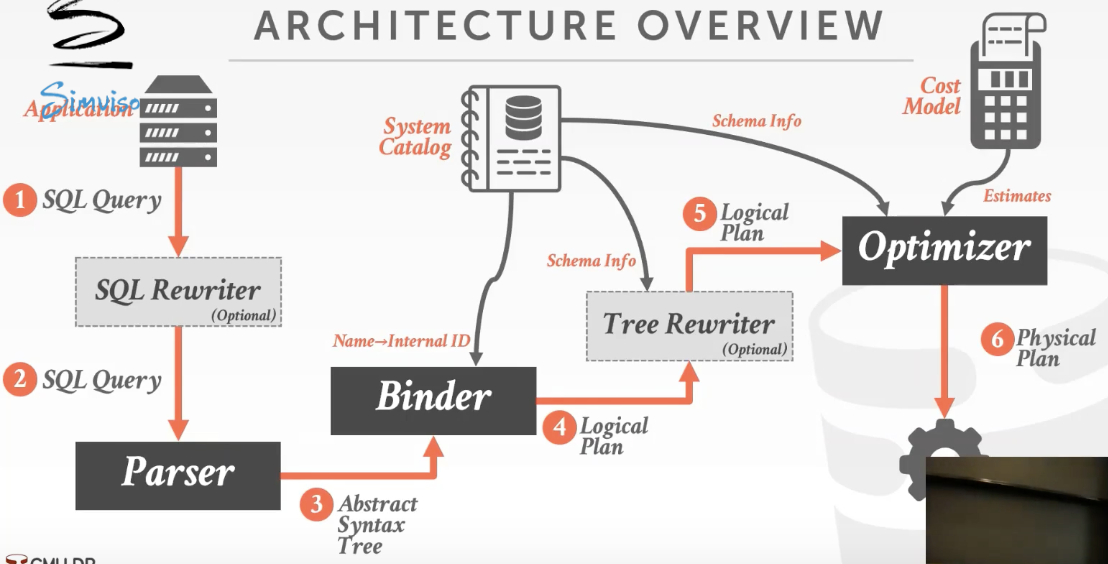 ARCHITECTURE OVERVIEW
Simviso
Application
1 SQL Query
SQL Rewriter
(Optional)
2 SQL Query
Parser
3 Abstract
Syntax
Tree
System
Catalog
Name→Internal ID
Binder
4 Logical
Plan
Schema Info
Tree Rewriter
(Optional)
5 Logical
Plan
Schema Info
Cost
Model
Estimates
Optimizer
6 Physical
Plan